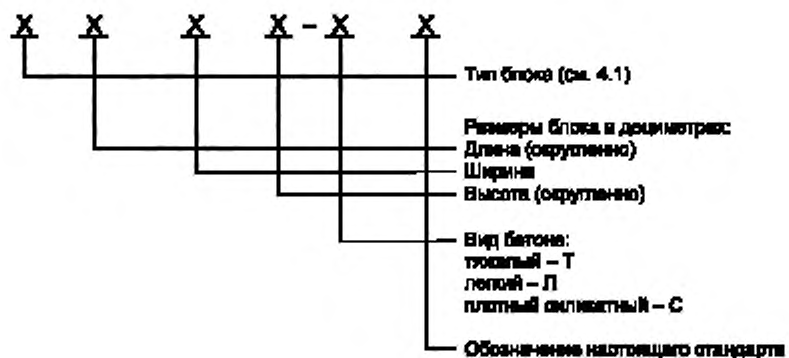 X X X X – X X
Тип блока (см. 4.1)
Размеры блока в дециметрах:
Длина (округленно)
Ширина
Высота (округленно)
Вид бетона:
тяжелый – Т
легкий – Л
плотный силикатный – С
Обозначение настоящего стандарта